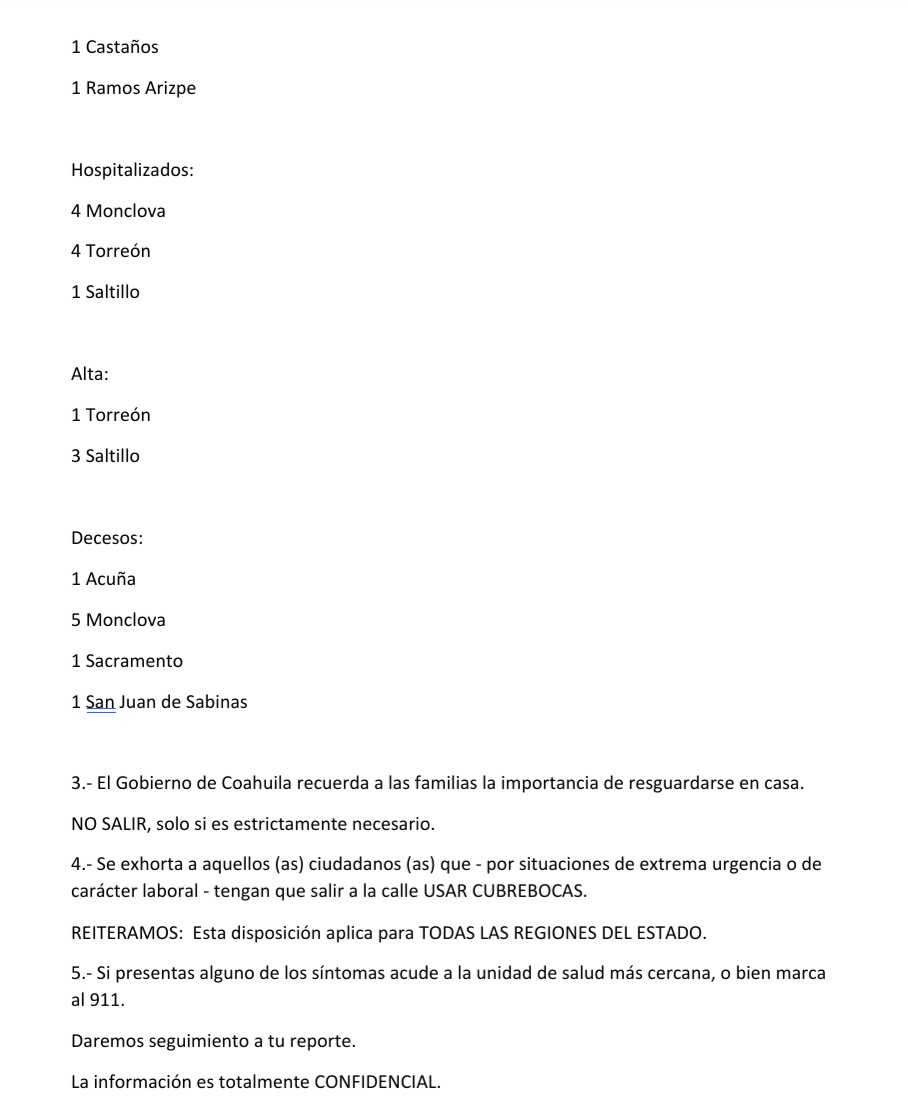 1 Castaños
1 Ramos Arizpe
Hospitalizados:
4 Monclova
4 Torreón
1 Saltillo
Alta:
1 Torreón
3 Saltillo
Decesos:
1 Acuña
5 Monclova
1 Sacramento
1 San Juan de Sabinas
3.- El Gobierno de Coahuila recuerda a las familias la importancia de resguardarse en casa.
NO SALIR, solo si es estrictamente necesario.
4.- Se exhorta a aquellos (as) ciudadanos (as) que - por situaciones de extrema urgencia o de
carácter laboral - tengan que salir a la calle USAR CUBREBOCAS.
REITERAMOS:  Esta disposición aplica para TODAS LAS REGIONES DEL ESTADO.
5.- Si presentas alguno de los síntomas acude a la unidad de salud más cercana, o bien marca
al 911.
Daremos seguimiento a tu reporte.
La información es totalmente CONFIDENCIAL.